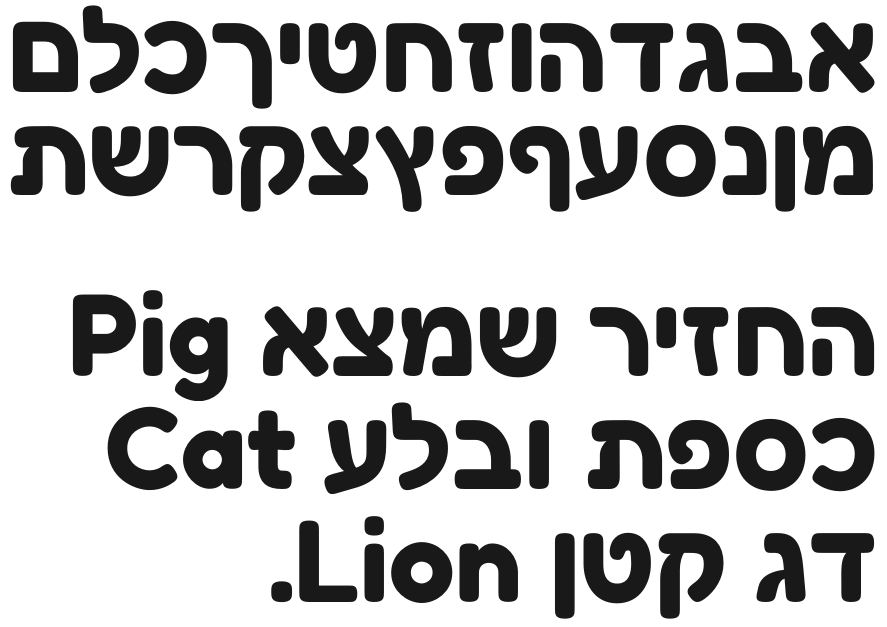 אבגדהוזחטיךכלם
מןנסעףפץצקרשת
החזיר שמצא Pig
כספת ובלע Cat
דג קטן Lion.